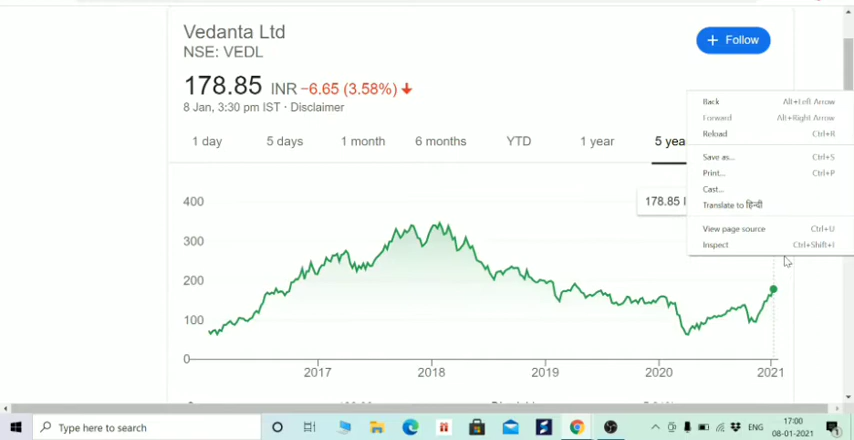 Vedanta Ltd
NSE: VEDL
+ Follow
178.85 INR −6.65 (3.58%)
8 Jan, 3:30 pm IST · Disclaimer
1 day 5 days 1 month 6 months YTD 1 year 5 yea
178.85
Back Alt+Left Arrow
Forward Alt+Right Arrow
Reload Ctrl+R
Save as... Ctrl+S
Print... Ctrl+P
Cast...
Translate to हिन्दी
View page source Ctrl+U
Inspect Ctrl+Shift+I
400
300
200
100
0
2017 2018 2019 2020 2021
Type here to search
ENG
17:00
08-01-2021